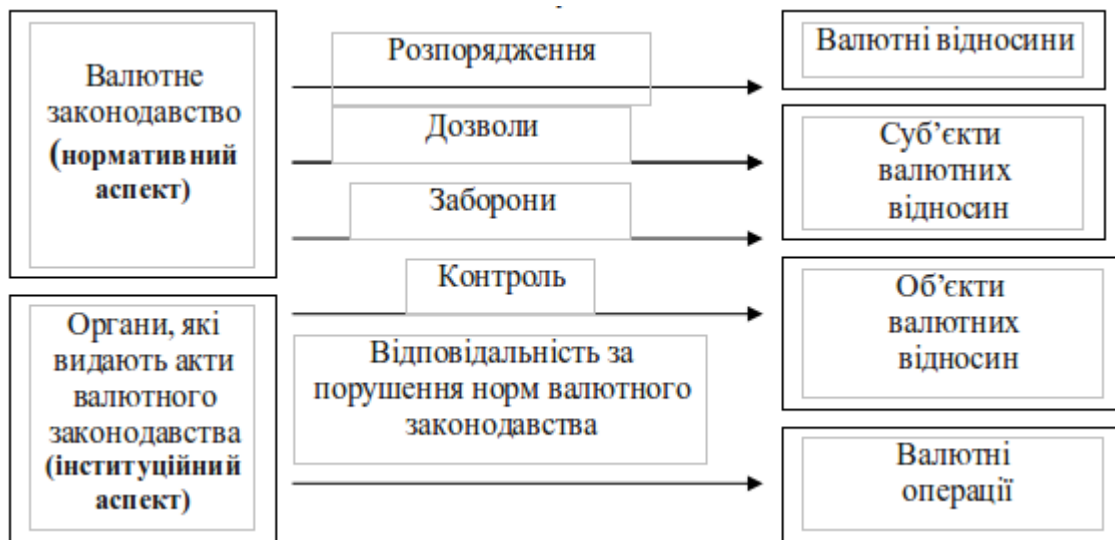 Валютне
законодавство
(нормативний
аспект)
Органи, які
видають акти
валютного
законодавства
(інституційний
аспект)
Розпорядження
Дозволи
Заборони
Контроль
Відповідальність за
порушення норм валютного
законодавства
Валютні відносини
Суб’єкти
валютних
відносин
Об’єкти
валютних
відносин
Валютні
операції